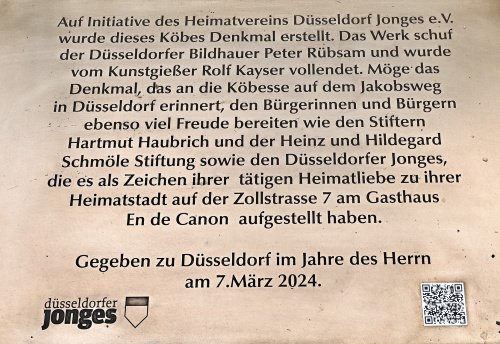 Auf Initiative des Heimatvereins Düsseldorf Jonges e.V.
wurde dieses Köbes Denkmal erstellt. Das Werk schuf
der Düsseldorfer Bildhauer Peter Rübsam und wurde
vom Kunstgießer Rolf Kayser vollendet. Möge das
Denkmal, das an die Köbesse auf dem Jakobsweg
in Düsseldorf erinnert, den Bürgerinnen und Bürgern
ebenso viel Freude bereiten wie den Stiftern
Hartmut Haubrich und der Heinz und Hildegard
Schmöle Stiftung sowie den Düsseldorfer Jonges,
die es als Zeichen ihrer tätigen Heimatliebe zu ihrer
Heimatstadt auf der Zollstrasse 7 am Gasthaus
En de Canon aufgestellt haben.
Gegeben zu Düsseldorf im Jahre des Herrn
am 7.März 2024.
düsseldorfer
jonges